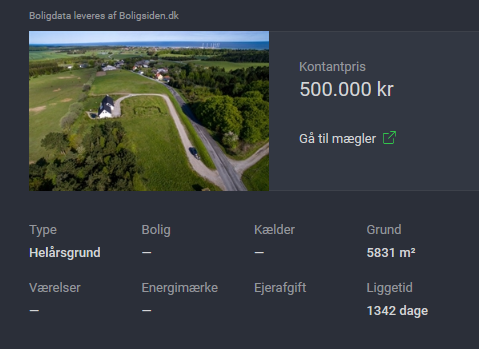 Boligdata leveres af Boligsiden.dk
Kontantpris
500.000 kr
Gå til mægler
Type
Bolig
Kælder
Grund
Helårsgrund
—
—
5831 m²
Værelser
Energimærke
Ejerafgift
Liggetid
—
—
1342 dage